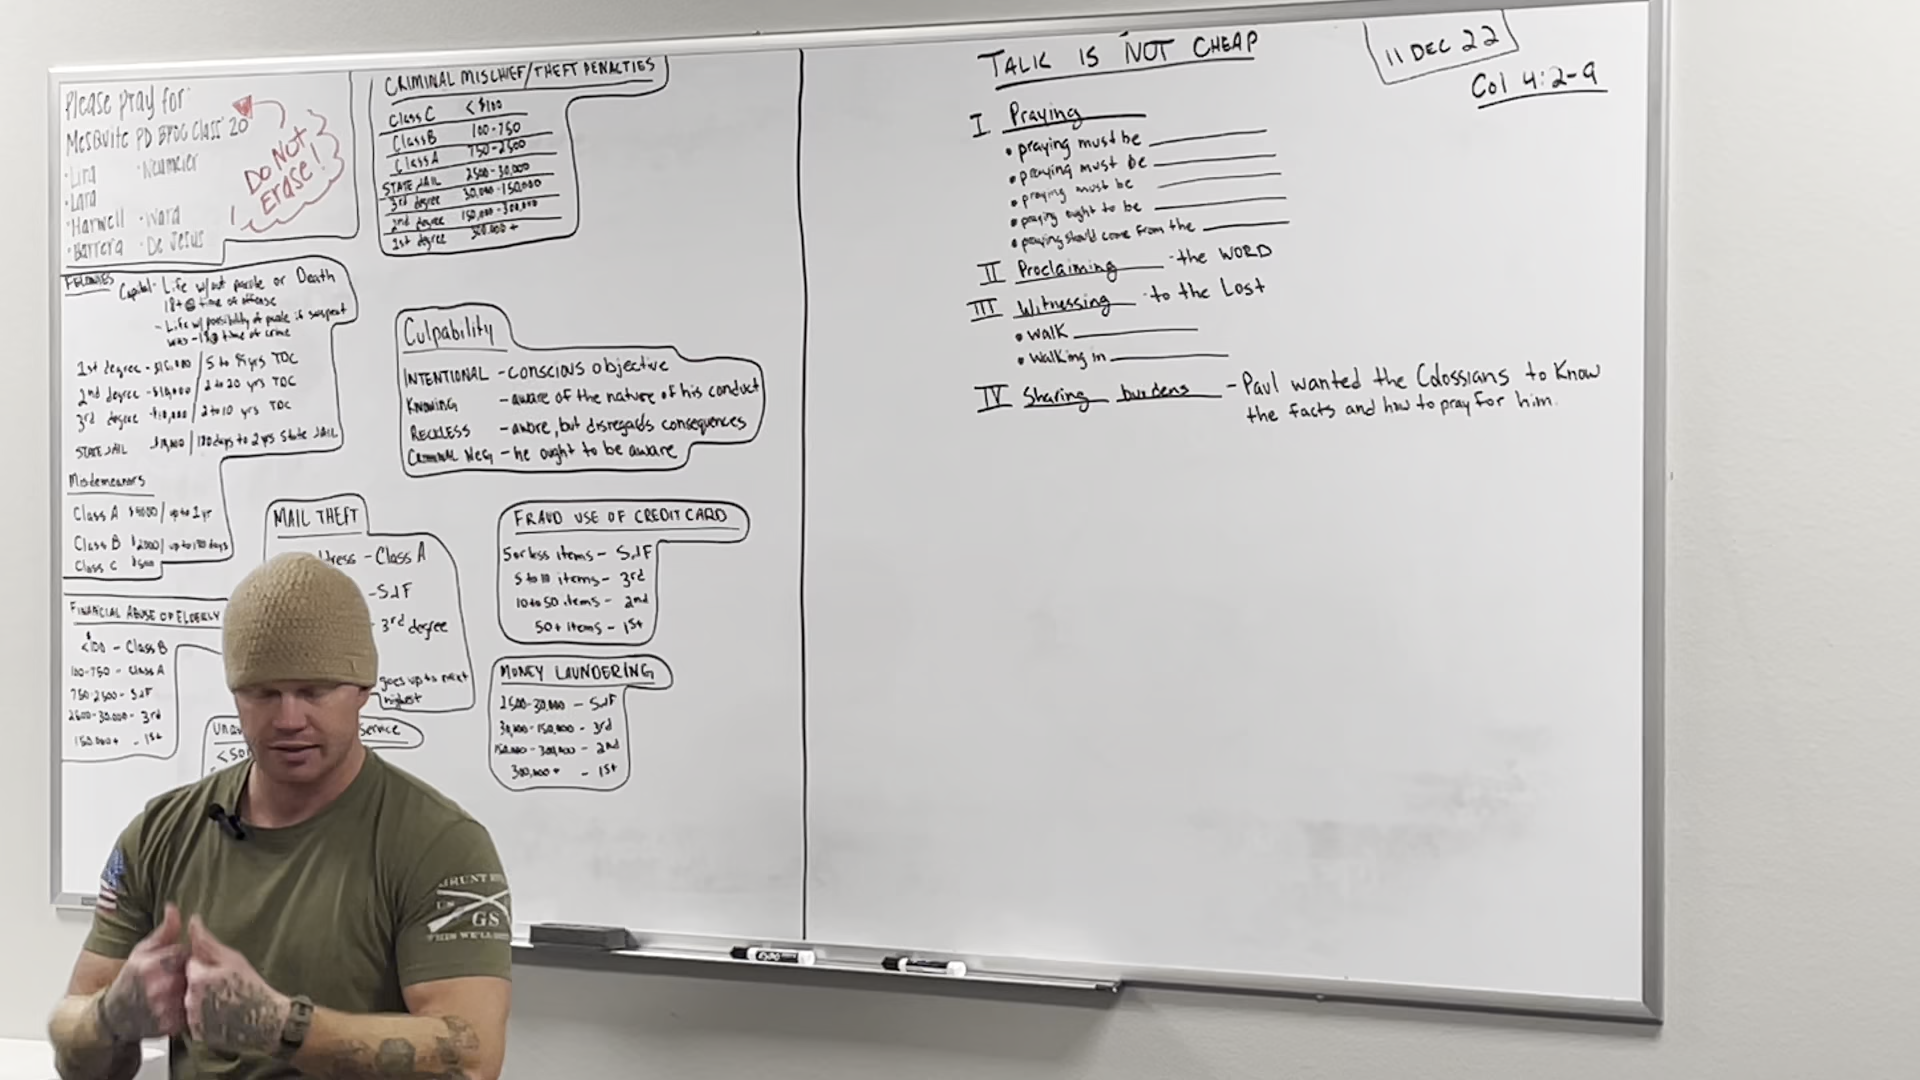 Please pray for
Mesquite PD BPOC Class 20
· Lira · Neumeier
· Lara
· Harwell · Ward
· Barrera · De Jesus
DO NOT
ERASE!
CRIMINAL MISCHIEF/THEFT PENALTIES
Class C < $100
Class B 100-750
Class A 750-2500
STATE JAIL 2500-30,000
3rd degree 30,000-150,000
2nd degree 150,000-300,000
1st degree 300,000+
FELONIES
Capital- Life w/out parole or Death
18+@ time of offense
- Life w/ possibility of parole if suspect
was -18@ time of crime
1st degree - $10,000 / 5 to 99yrs TDC
2nd degree - $10,000 / 2 to 20 yrs TDC
3rd degree - $10,000 / 2 to 10 yrs TDC
STATE JAIL $10,000 / 180days to 2yrs State JAIL
Misdemeanors
Class A $4000 / up to 1yr
Class B $2000 / up to 180 days
Class C $500
Culpability
INTENTIONAL - conscious objective
KNOWING - aware of the nature of his conduct
RECKLESS - aware, but disregards consequences
CRIMINAL NEG - he ought to be aware
MAIL THEFT
- Class A
- SJF
- 3rd degree
goes up to next
highest
FRAUD USE OF CREDIT CARD
5 or less items - SJF
5 to 10 items - 3rd
10 to 50 items - 2nd
50+ items - 1st
FINANCIAL ABUSE OF ELDERLY
<$100 - Class B
100-750 - Class A
750-2500 - SJF
2500-30,000 - 3rd
150,000+ - 1st
MONEY LAUNDERING
2500-30,000 - SJF
30,000-150,000 - 3rd
150,000-300,000 - 2nd
300,000+ - 1st
Service
TALK IS NOT CHEAP
11 DEC 22
Col 4:2-9
I Praying
• praying must be
• praying must be
• praying must be
• praying ought to be
• praying should come from the
II Proclaiming - the WORD
III Witnessing - to the Lost
• walk
• walking in
IV Sharing burdens - Paul wanted the Colossians to Know
the facts and how to pray for him.
GRUNT
GS
THIS WE'LL
EXPO